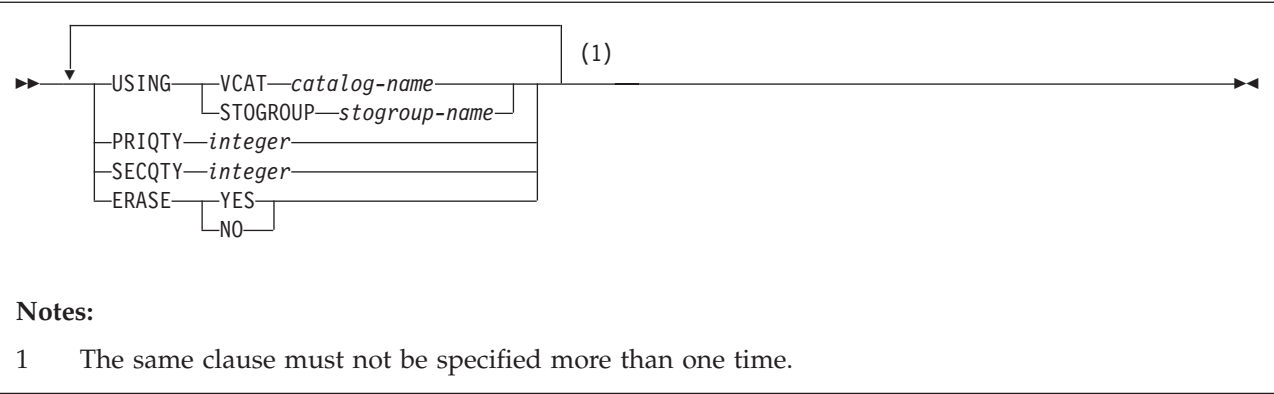 (1)
USING VCAT catalog-name
STOGROUP stogroup-name
PRIQTY integer
SECQTY integer
ERASE YES
NO
Notes:
1 The same clause must not be specified more than one time.